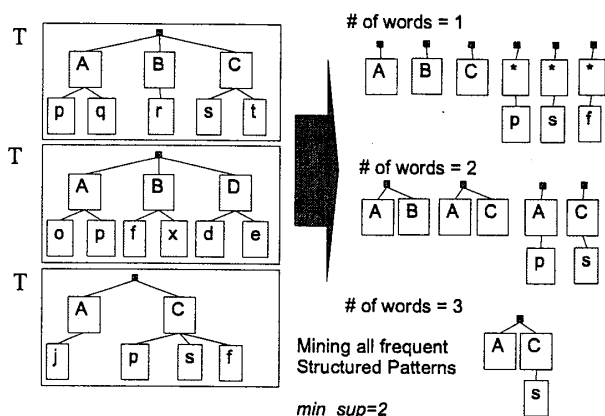 T
A B C
p q r s t
T
A B D
o p f x d e
T
A C
j p s f
# of words = 1
A B C * * *
p s f
# of words = 2
A B A C A C
p s
# of words = 3
A C
s
Mining all frequent
Structured Patterns
min_sup=2